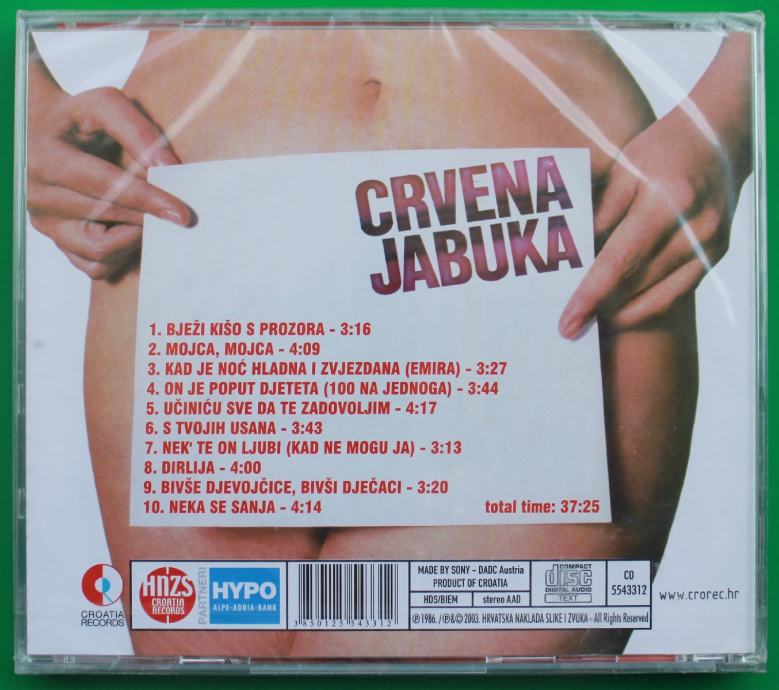 CRVENA
JABUKA
1. BJEŽI KIŠO S PROZORA - 3:16
2. MOJCA, MOJCA - 4:09
3. KAD JE NOĆ HLADNA I ZVJEZDANA (EMIRA) - 3:27
4. ON JE POPUT DJETETA (100 NA JEDNOGA) - 3:44
5. UČINIĆU SVE DA TE ZADOVOLJIM - 4:17
6. S TVOJIH USANA - 3:43
7. NEK' TE ON LJUBI (KAD NE MOGU JA) - 3:13
8. DIRLIJA - 4:00
9. BIVŠE DJEVOJČICE, BIVŠI DJEČACI - 3:20
10. NEKA SE SANJA - 4:14
total time: 37:25
CROATIA
RECORDS
HNZS
CROATIA
RECORDS
PARTNERI
HYPO
ALPE-ADRIA-BANK
3 850125 543312
MADE BY SONY - DADC Austria
PRODUCT OF CROATIA
HDS/BIEM
stereo AAD
COMPACT
disc
DIGITAL AUDIO
TEXT
CD
5543312
℗1986. /℗&© 2003. HRVATSKA NAKLADA SLIKE I ZVUKA - All Rights Reserved
www.crorec.hr